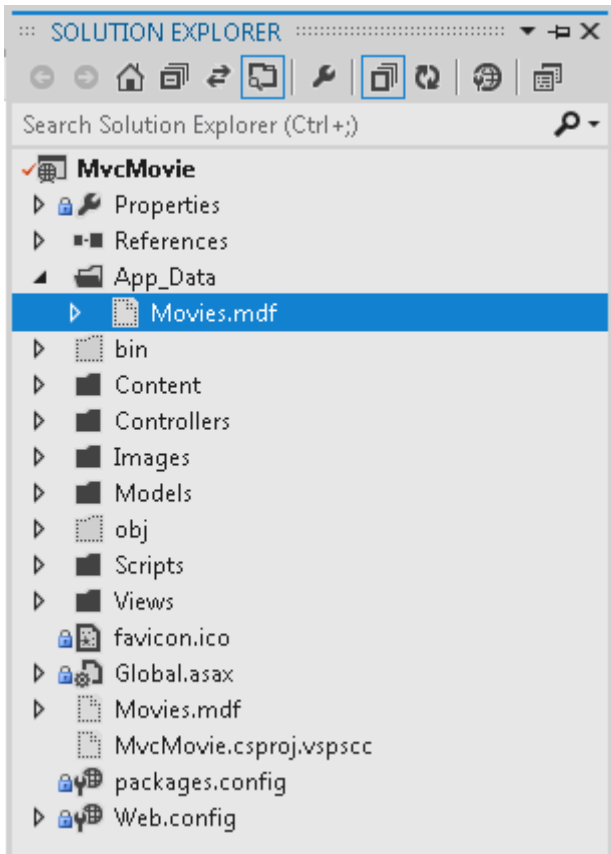 SOLUTION EXPLORER
Search Solution Explorer (Ctrl+;)
MvcMovie
Properties
References
App_Data
Movies.mdf
bin
Content
Controllers
Images
Models
obj
Scripts
Views
favicon.ico
Global.asax
Movies.mdf
MvcMovie.csproj.vspscc
packages.config
Web.config